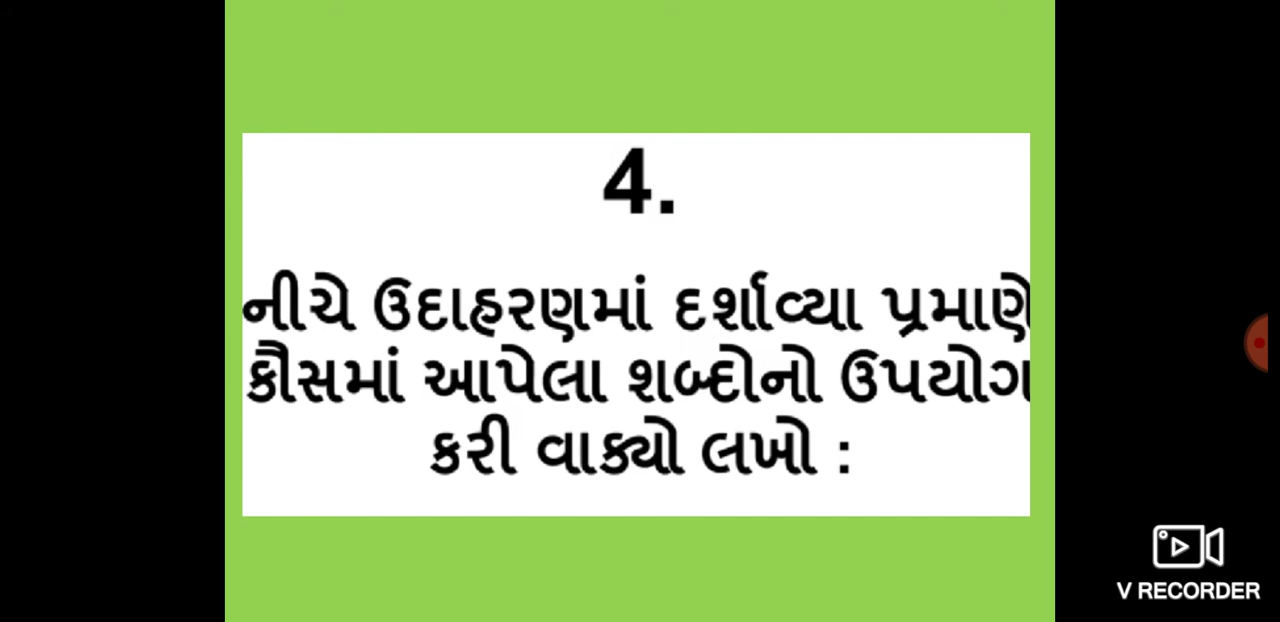 4.
નીચે ઉદાહરણમાં દર્શાવ્યા પ્રમાણે
કૌસમાં આપેલા શબ્દોનો ઉપયોગ
કરી વાક્યો લખો :
V RECORDER